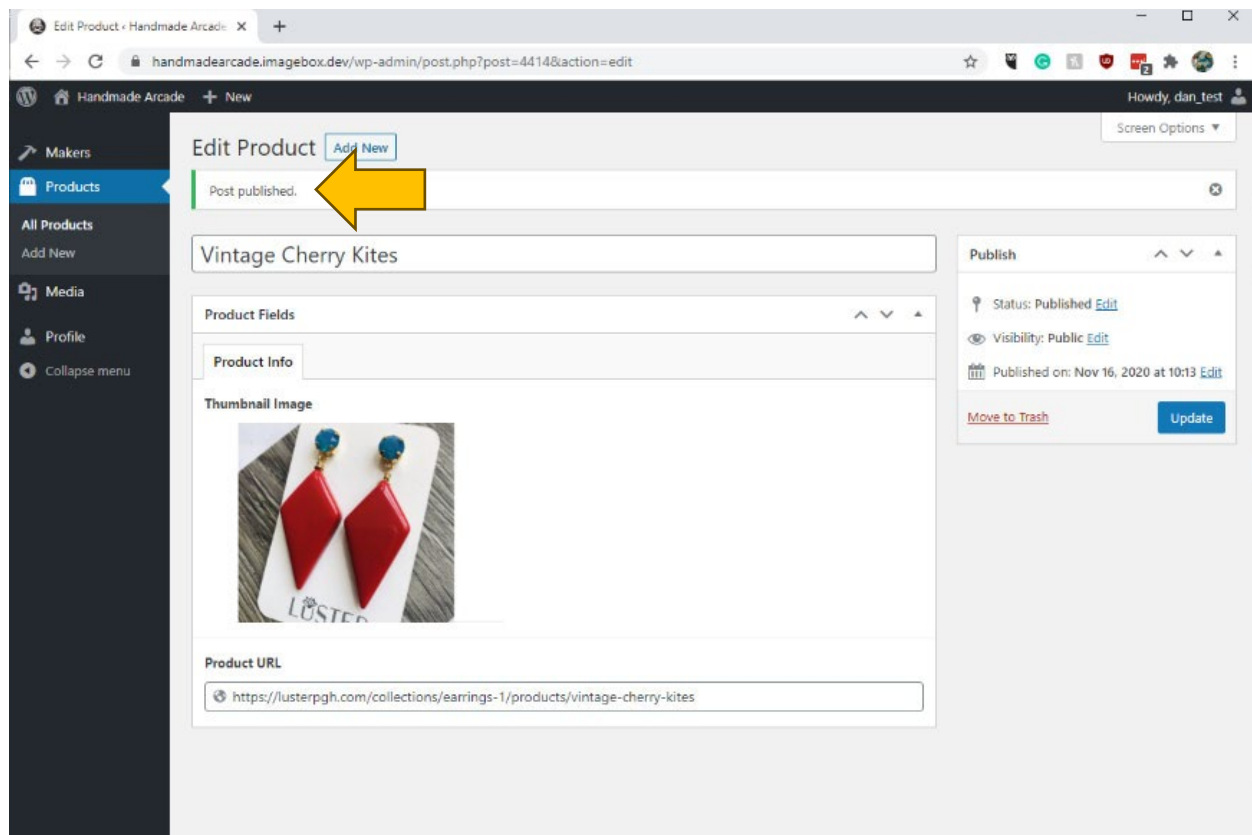 Edit Product ‹ Handmade Arcade
handmadearcade.imagebox.dev/wp-admin/post.php?post=4414&action=edit
2
Handmade Arcade + New
Howdy, dan_test
Screen Options
Makers
Products
All Products
Add New
Media
Profile
Collapse menu
Edit Product Add New
Post published.
Vintage Cherry Kites
Product Fields
Product Info
Thumbnail Image
LUSTER
Product URL
https://lusterpgh.com/collections/earrings-1/products/vintage-cherry-kites
Publish
Status: Published Edit
Visibility: Public Edit
Published on: Nov 16, 2020 at 10:13 Edit
Move to Trash
Update